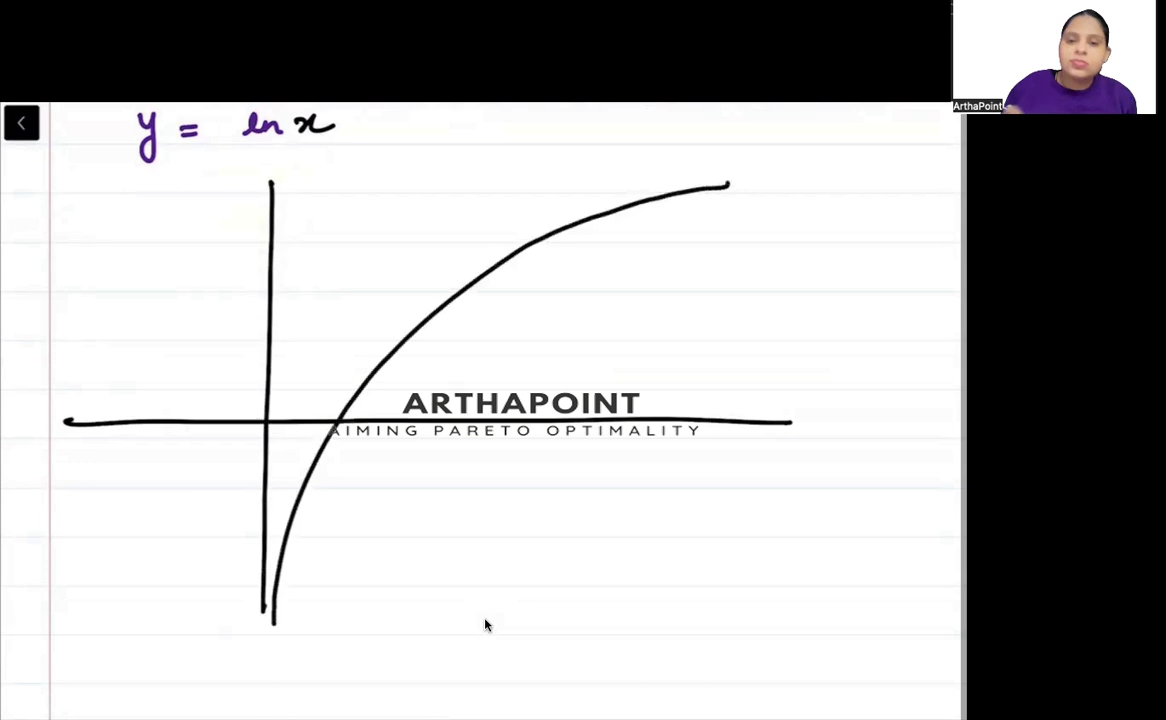 ArthaPoint
y = ln x
ARTHAPOINT
AIMING PARETO OPTIMALITY